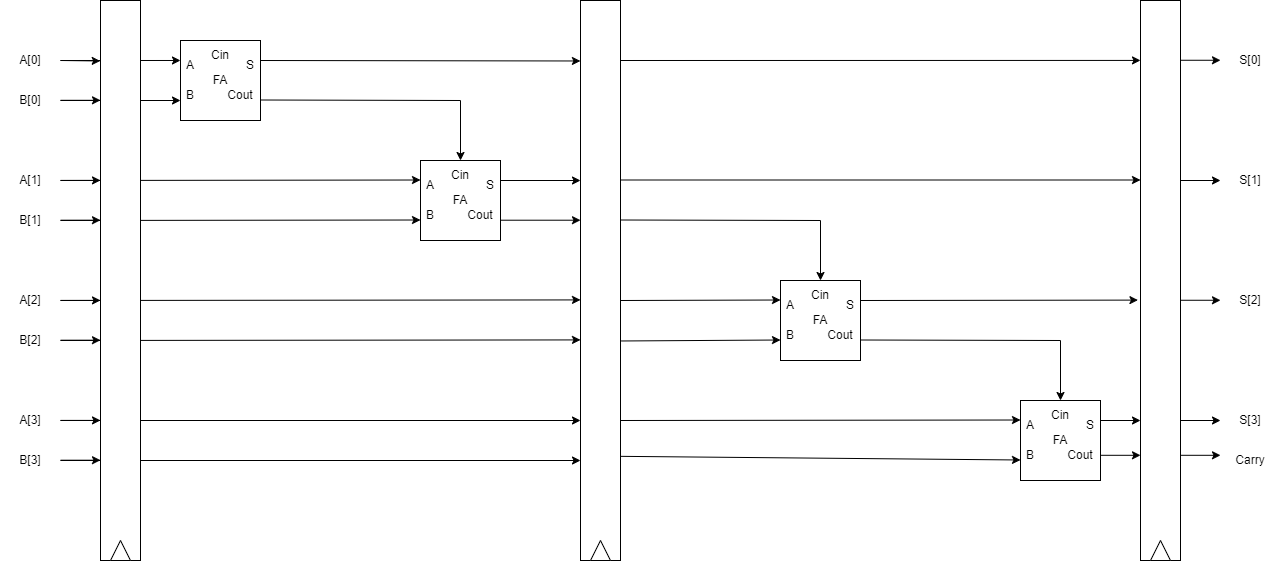 A[0]
B[0]
Cin
A
S
FA
B
Cout
S[0]
A[1]
B[1]
Cin
A
S
FA
B
Cout
S[1]
A[2]
B[2]
Cin
A
S
FA
B
Cout
S[2]
A[3]
B[3]
Cin
A
S
FA
B
Cout
S[3]
Carry